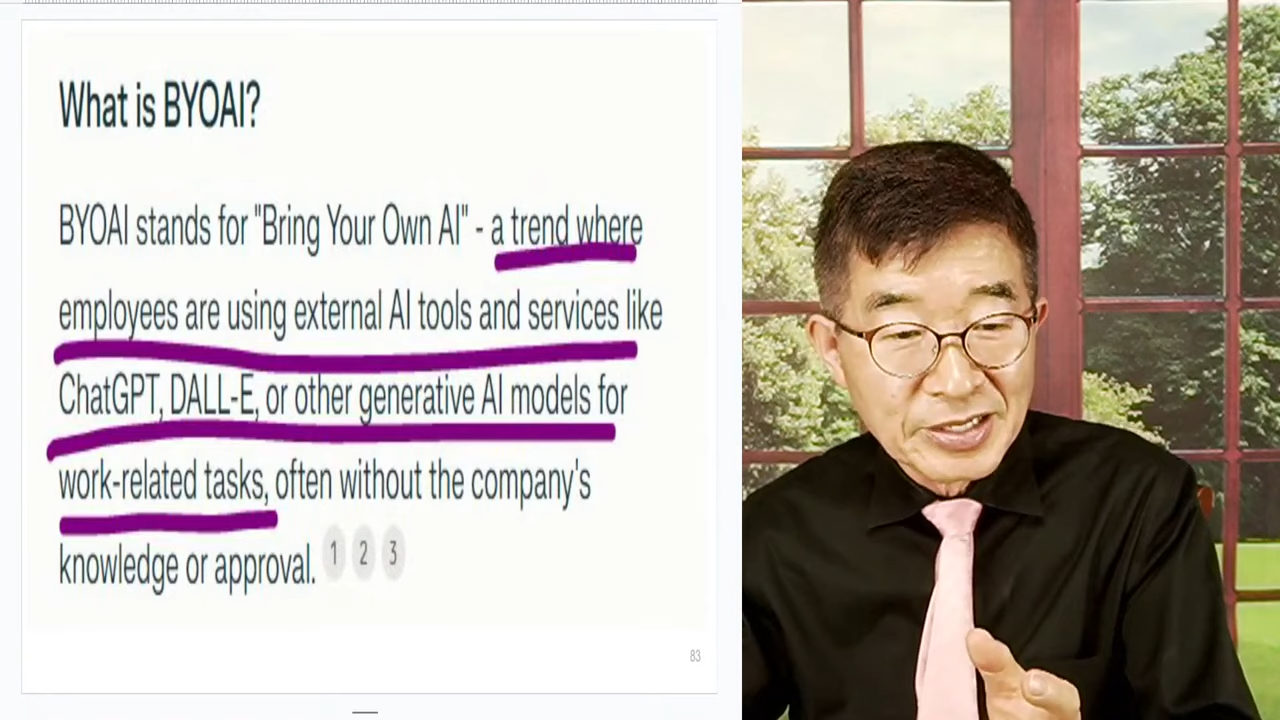 What is BYOAI?
BYOAI stands for "Bring Your Own AI" - a trend where
employees are using external AI tools and services like
ChatGPT, DALL-E, or other generative AI models for
work-related tasks, often without the company's
knowledge or approval. 1 2 3
83